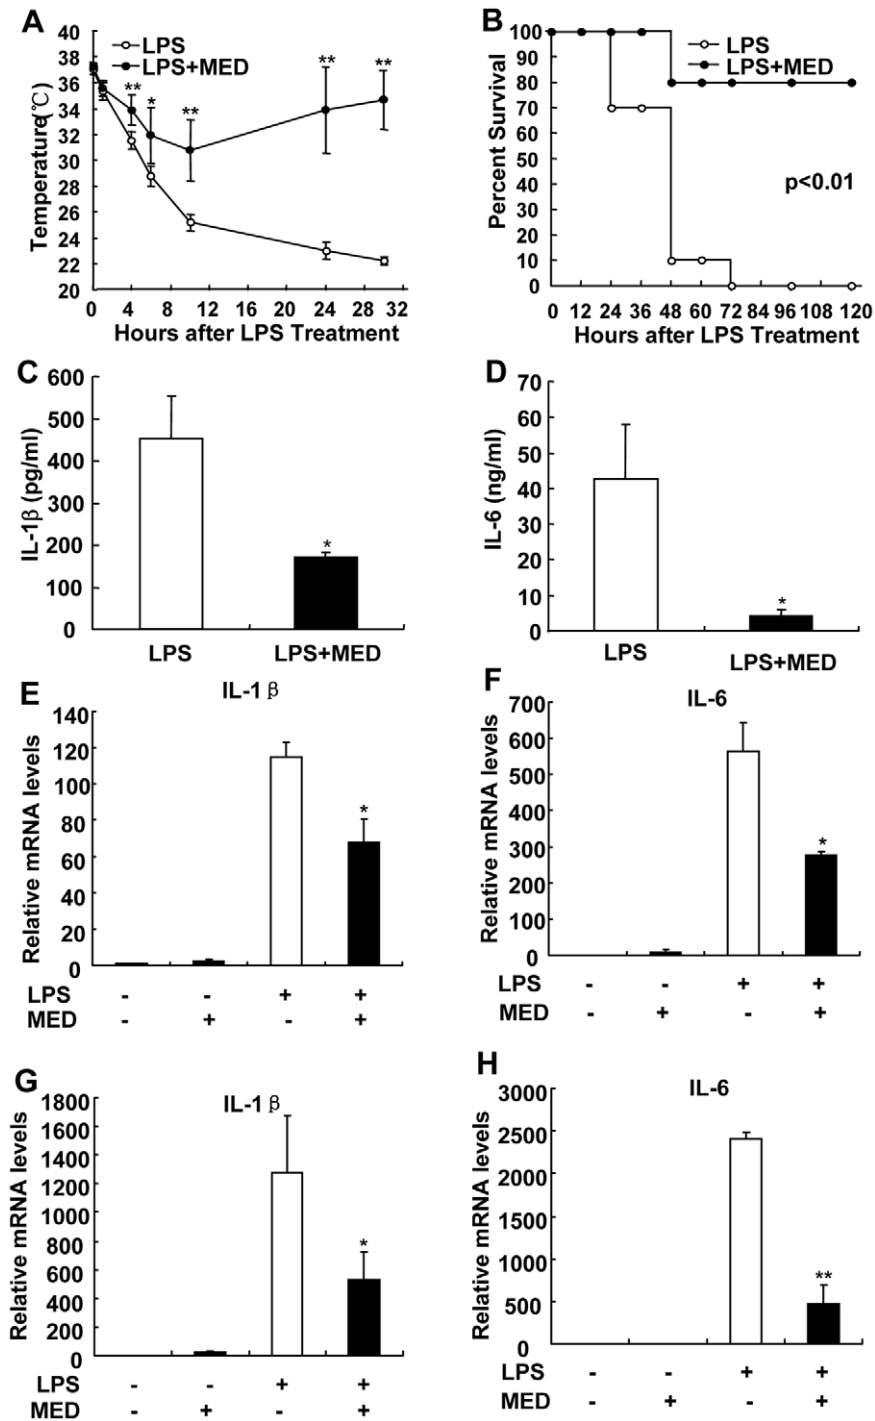 A
LPS
LPS+MED
40
38
36
34
32
30
28
26
24
22
20
** * ** ** **
Temperature(℃)
0 4 8 12 16 20 24 28 32
Hours after LPS Treatment
B
LPS
LPS+MED
100
90
80
70
60
50
40
30
20
10
0
Percent Survival
p<0.01
0 12 24 36 48 60 72 84 96 108 120
Hours after LPS Treatment
C
600
500
400
300
200
100
0
IL-1β (pg/ml)
*
LPS LPS+MED
D
70
60
50
40
30
20
10
0
IL-6 (ng/ml)
*
LPS LPS+MED
E
IL-1 β
140
120
100
80
60
40
20
0
Relative mRNA levels
*
LPS - - + +
MED - + - +
F
IL-6
700
600
500
400
300
200
100
0
Relative mRNA levels
*
LPS - - + +
MED - + - +
G
IL-1 β
1800
1600
1400
1200
1000
800
600
400
200
0
Relative mRNA levels
*
LPS - - + +
MED - + - +
H
IL-6
3000
2500
2000
1500
1000
500
0
Relative mRNA levels
**
LPS - - + +
MED - + - +